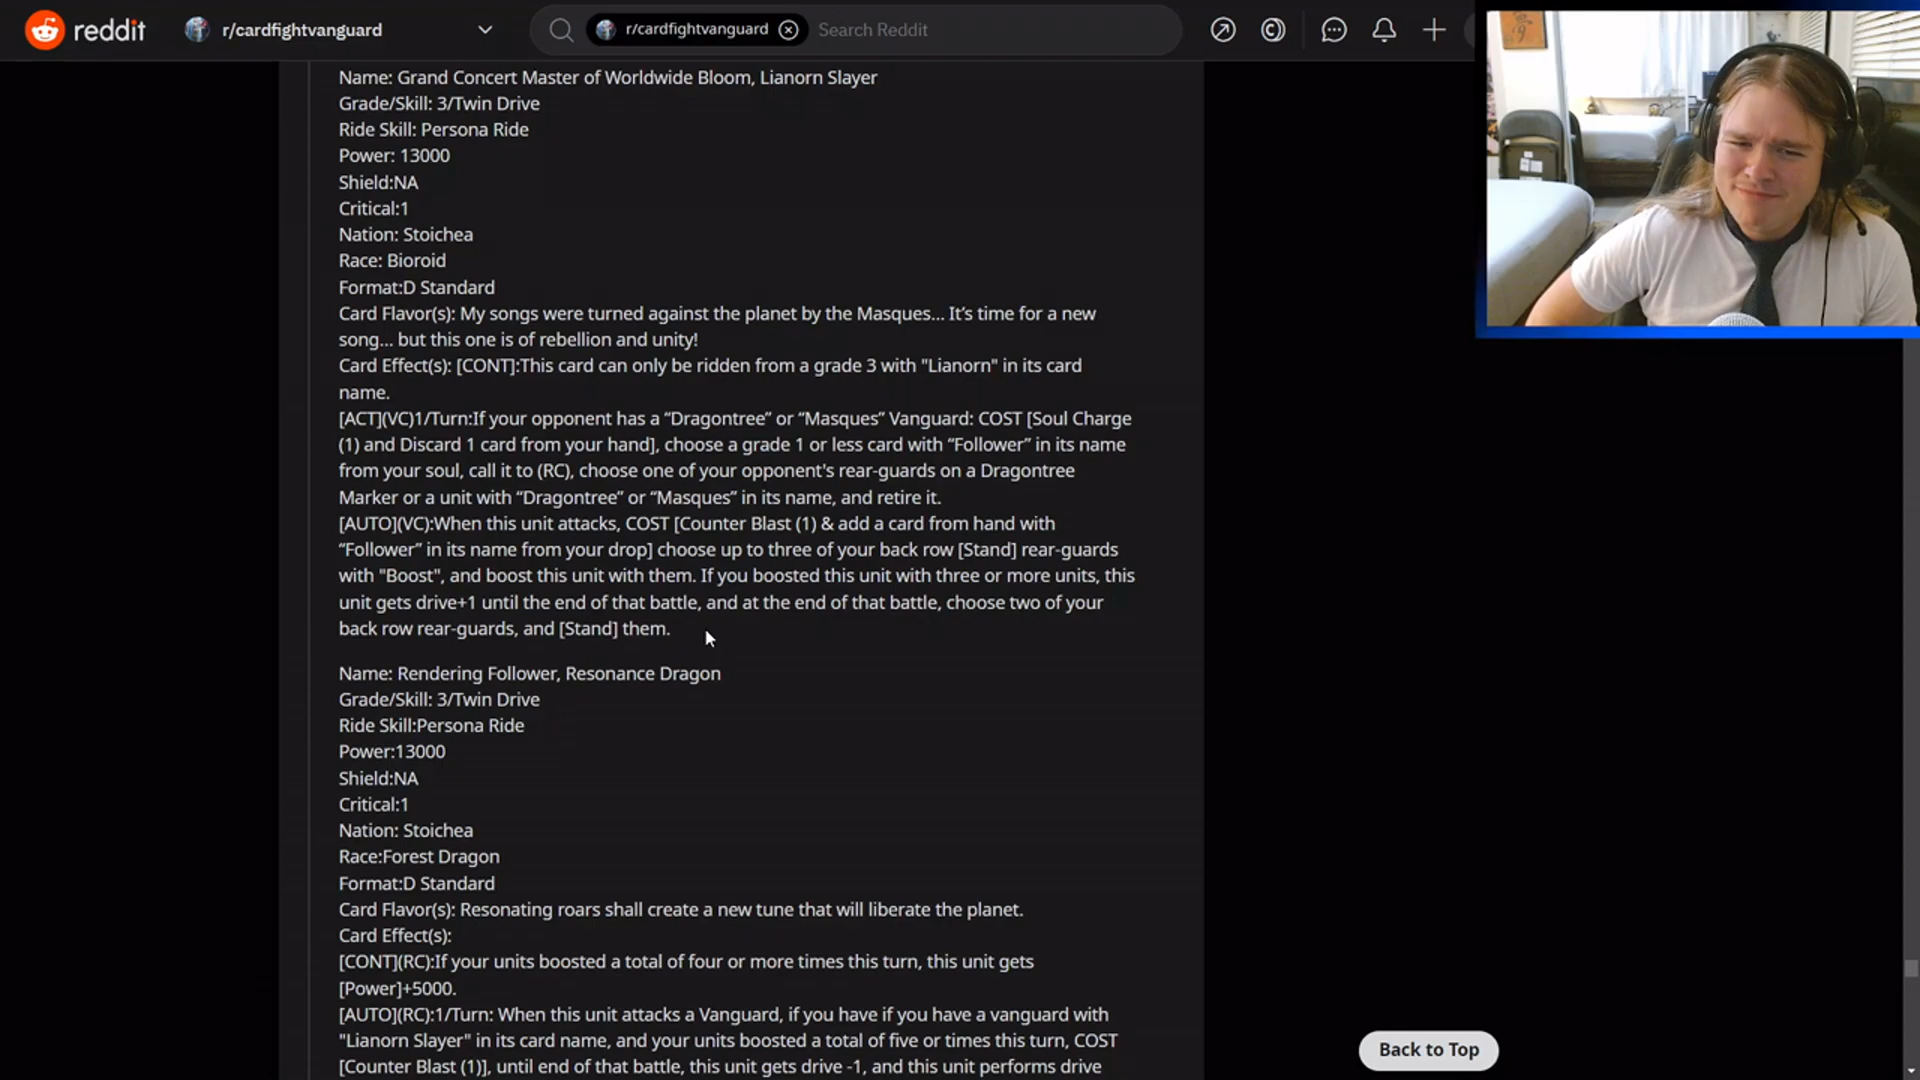 reddit
r/cardfightvanguard
r/cardfightvanguard
Search Reddit
Name: Grand Concert Master of Worldwide Bloom, Lianorn Slayer
Grade/Skill: 3/Twin Drive
Ride Skill: Persona Ride
Power: 13000
Shield:NA
Critical:1
Nation: Stoichea
Race: Bioroid
Format:D Standard
Card Flavor(s): My songs were turned against the planet by the Masques... It's time for a new
song... but this one is of rebellion and unity!
Card Effect(s): [CONT]:This card can only be ridden from a grade 3 with "Lianorn" in its card
name.
[ACT](VC)1/Turn:If your opponent has a “Dragontree” or “Masques” Vanguard: COST [Soul Charge
(1) and Discard 1 card from your hand], choose a grade 1 or less card with “Follower” in its name
from your soul, call it to (RC), choose one of your opponent's rear-guards on a Dragontree
Marker or a unit with “Dragontree” or “Masques” in its name, and retire it.
[AUTO](VC):When this unit attacks, COST [Counter Blast (1) & add a card from hand with
“Follower” in its name from your drop] choose up to three of your back row [Stand] rear-guards
with "Boost", and boost this unit with them. If you boosted this unit with three or more units, this
unit gets drive+1 until the end of that battle, and at the end of that battle, choose two of your
back row rear-guards, and [Stand] them.
Name: Rendering Follower, Resonance Dragon
Grade/Skill: 3/Twin Drive
Ride Skill:Persona Ride
Power:13000
Shield:NA
Critical:1
Nation: Stoichea
Race:Forest Dragon
Format:D Standard
Card Flavor(s): Resonating roars shall create a new tune that will liberate the planet.
Card Effect(s):
[CONT](RC):If your units boosted a total of four or more times this turn, this unit gets
[Power]+5000.
[AUTO](RC):1/Turn: When this unit attacks a Vanguard, if you have if you have a vanguard with
"Lianorn Slayer" in its card name, and your units boosted a total of five or times this turn, COST
[Counter Blast (1)], until end of that battle, this unit gets drive -1, and this unit performs drive
Back to Top